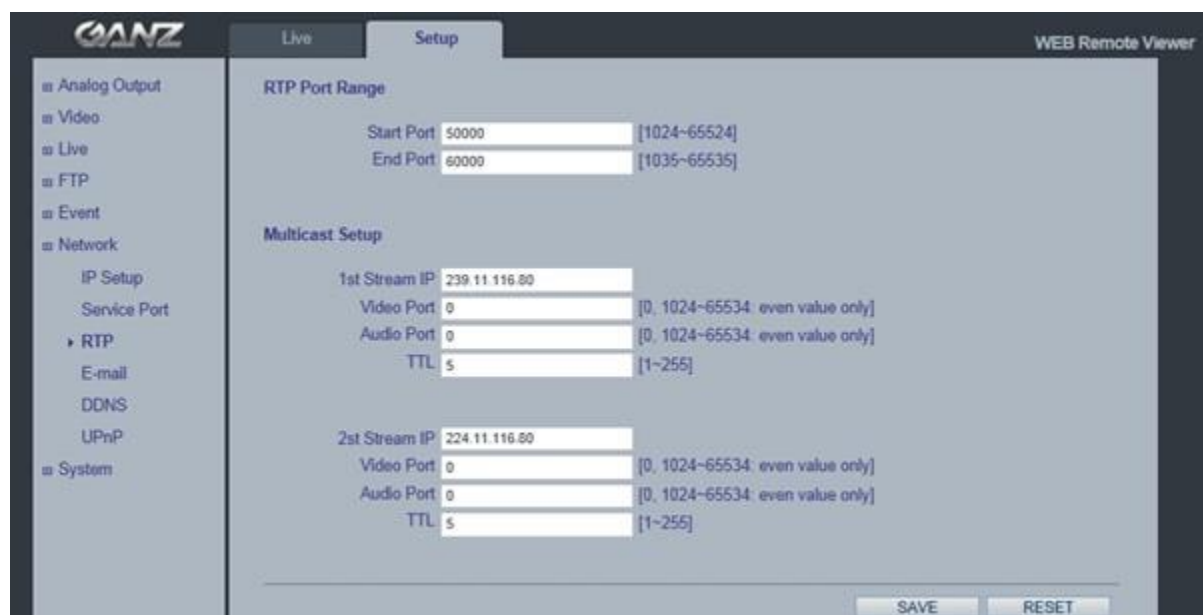 GANZ
Live
Setup
WEB Remote Viewer
Analog Output
Video
Live
FTP
Event
Network
IP Setup
Service Port
RTP
E-mail
DDNS
UPnP
System
RTP Port Range
Start Port 50000 [1024~65524]
End Port 60000 [1035~65535]
Multicast Setup
1st Stream IP 239.11.116.80
Video Port 0 [0, 1024~65534: even value only]
Audio Port 0 [0, 1024~65534: even value only]
TTL 5 [1~255]
2st Stream IP 224.11.116.80
Video Port 0 [0, 1024~65534: even value only]
Audio Port 0 [0, 1024~65534: even value only]
TTL 5 [1~255]
SAVE RESET